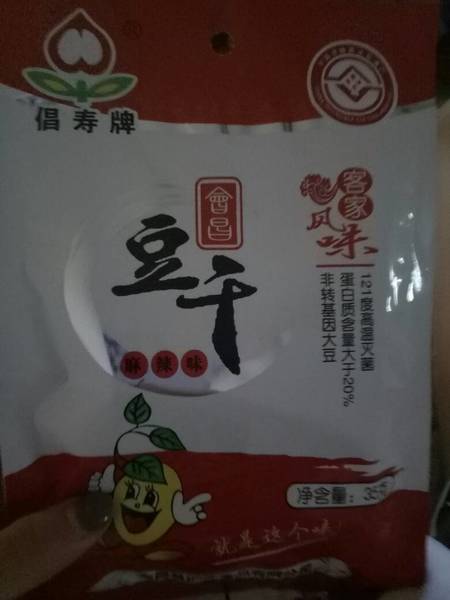 倡寿牌
®
會昌
豆干
麻辣味
客家
风味
121度高温灭菌
蛋白质含量大于20%
非转基因大豆
净含量:
就是这个味!